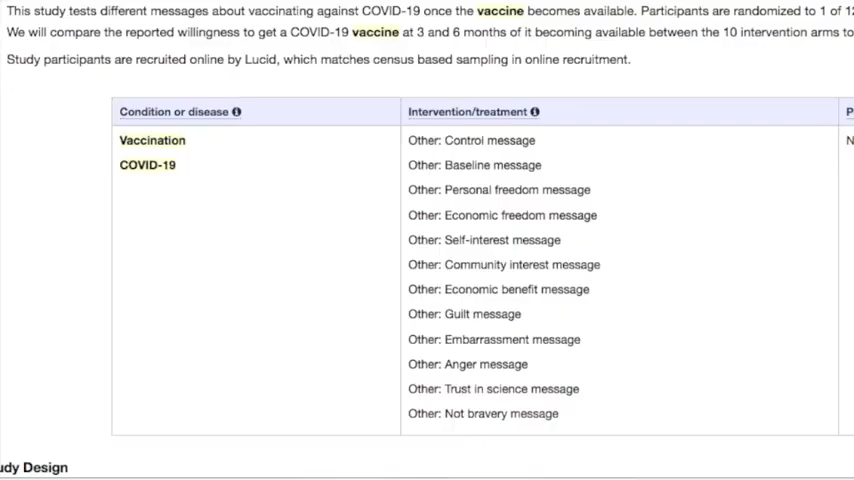 This study tests different messages about vaccinating against COVID-19 once the vaccine becomes available. Participants are randomized to 1 of 12
We will compare the reported willingness to get a COVID-19 vaccine at 3 and 6 months of it becoming available between the 10 intervention arms to
Study participants are recruited online by Lucid, which matches census based sampling in online recruitment.
Condition or disease Intervention/treatment P
Vaccination Other: Control message N
COVID-19 Other: Baseline message
Other: Personal freedom message
Other: Economic freedom message
Other: Self-interest message
Other: Community interest message
Other: Economic benefit message
Other: Guilt message
Other: Embarrassment message
Other: Anger message
Other: Trust in science message
Other: Not bravery message
udy Design